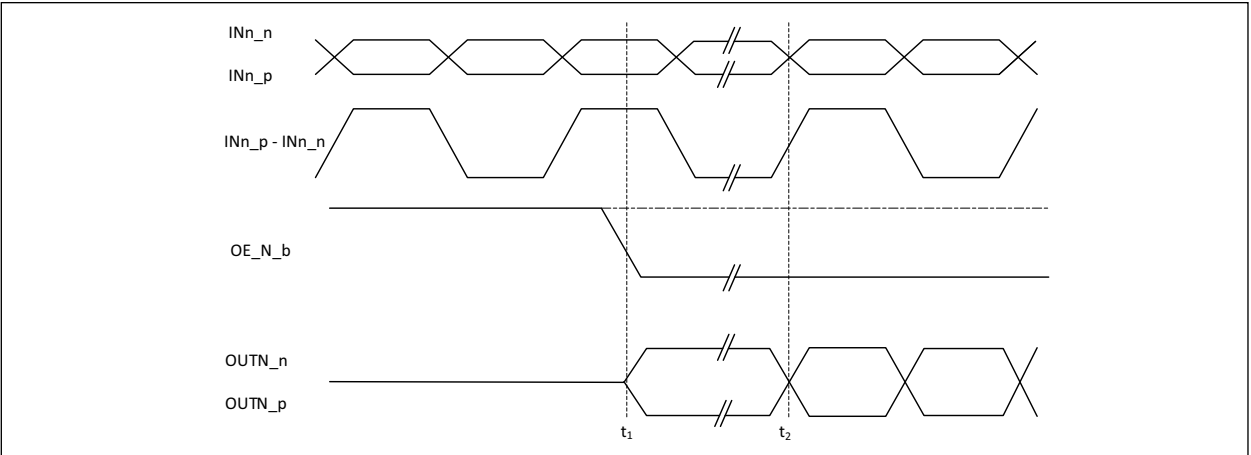 INn_n
INn_p
INn_p - INn_n
OE_N_b
OUTN_n
OUTN_p
t₁
t₂